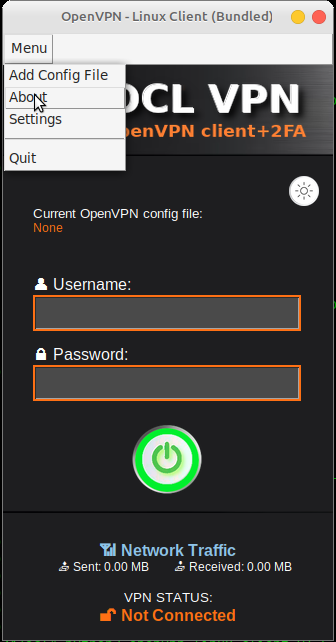 OpenVPN - Linux Client (Bundled)
Menu
Add Config File
About
Settings
Quit
OCL VPN
OpenVPN client+2FA
Current OpenVPN config file:
None
Username:
Password:
Network Traffic
Sent: 0.00 MB Received: 0.00 MB
VPN STATUS:
Not Connected